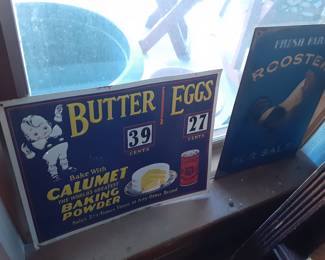 BUTTER EGGS
39 27
CENTS CENTS
Bake With
CALUMET
THE WORLD'S GREATEST
BAKING
POWDER
FRESH FAR
ROOSTER
SALE